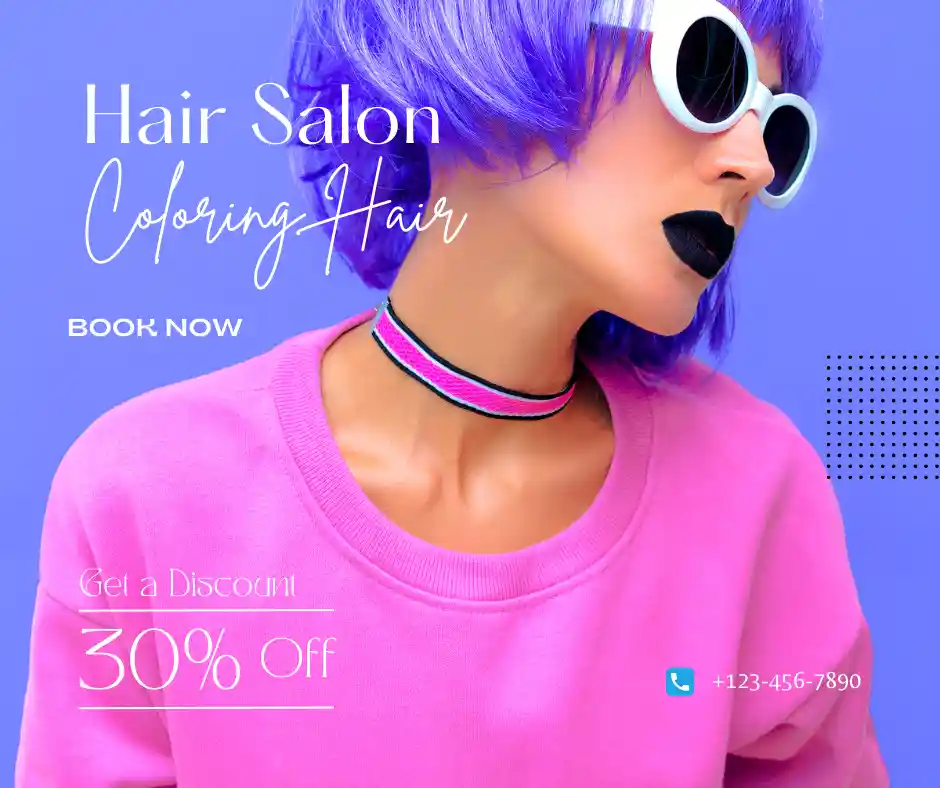 Hair Salon
Coloring Hair
BOOK NOW
Get a Discount
30% Off
+123-456-7890